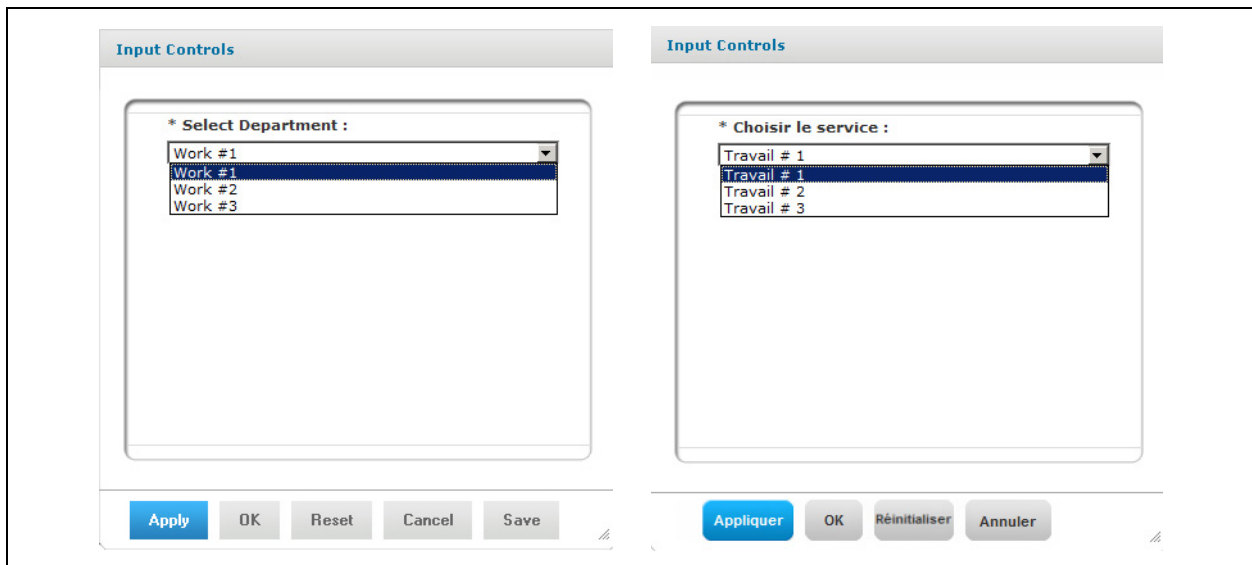 Input Controls
* Select Department :
Work #1
Work #1
Work #2
Work #3
Apply OK Reset Cancel Save
Input Controls
* Choisir le service :
Travail # 1
Travail # 1
Travail # 2
Travail # 3
Appliquer OK Réinitialiser Annuler